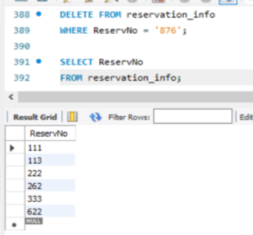 388 DELETE FROM reservation_info
389 WHERE ReservNo = '876';
390
391 SELECT ReservNo
392 FROM reservation_info;
Result Grid Filter Rows: Edit
ReservNo
111
113
222
262
333
622
NULL